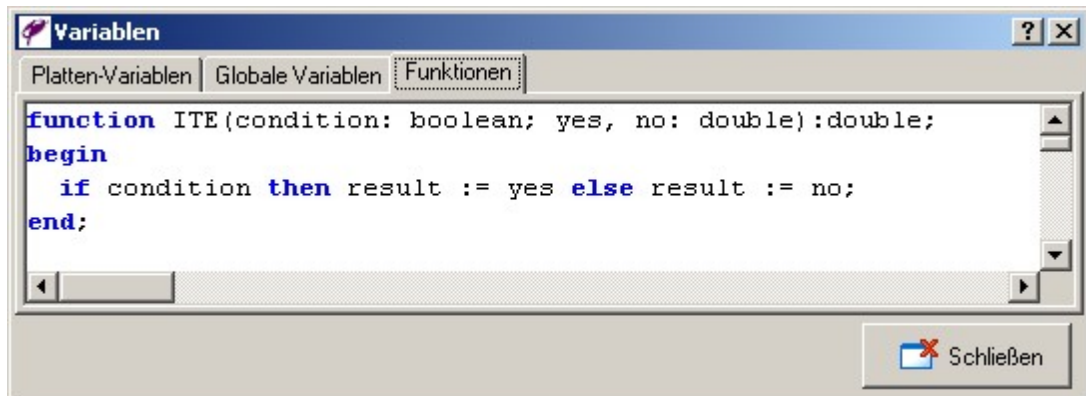 Variablen
Platten-Variablen Globale Variablen Funktionen
function ITE(condition: boolean; yes, no: double):double;
begin
  if condition then result := yes else result := no;
end;
Schließen